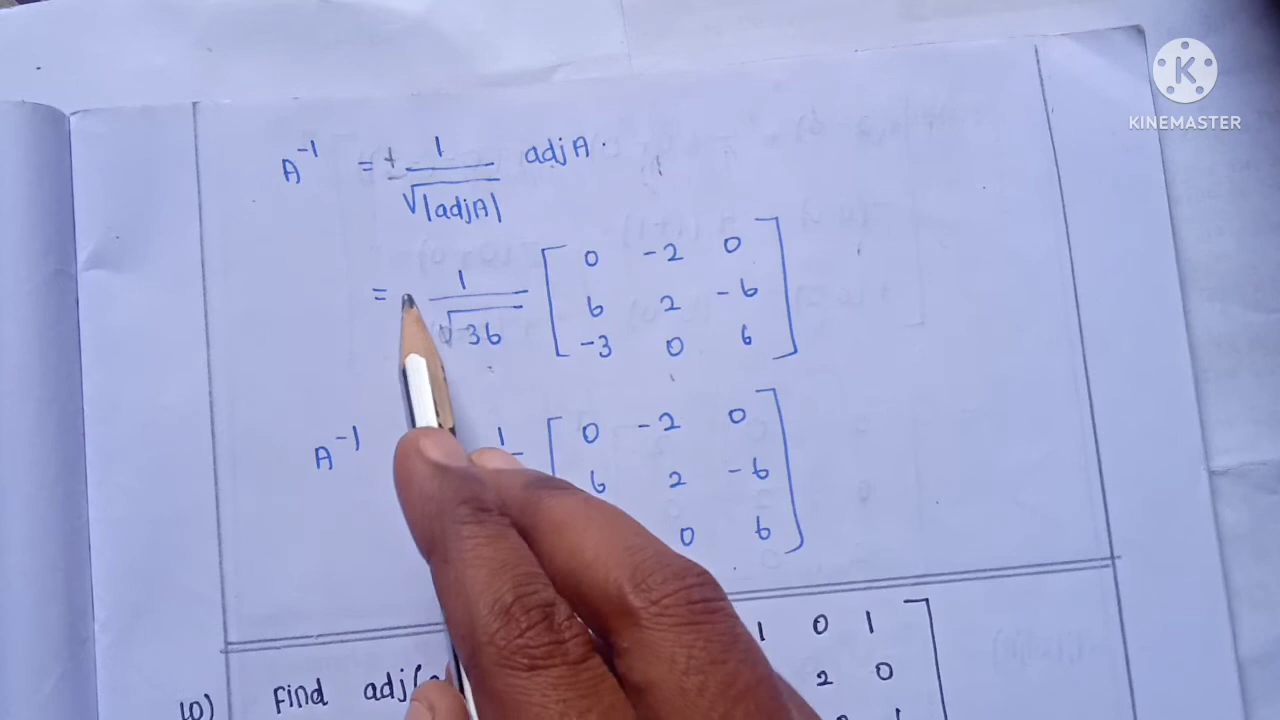 KINEMASTER
A⁻¹ = ± 1/√|adjA| adjA.
= 1/√36 [ 0 -2 0
6 2 -6
-3 0 6 ]
A⁻¹ 1 [ 0 -2 0
6 2 -6
0 6 ]
1 0 1 ]
10) Find adj( 2 0